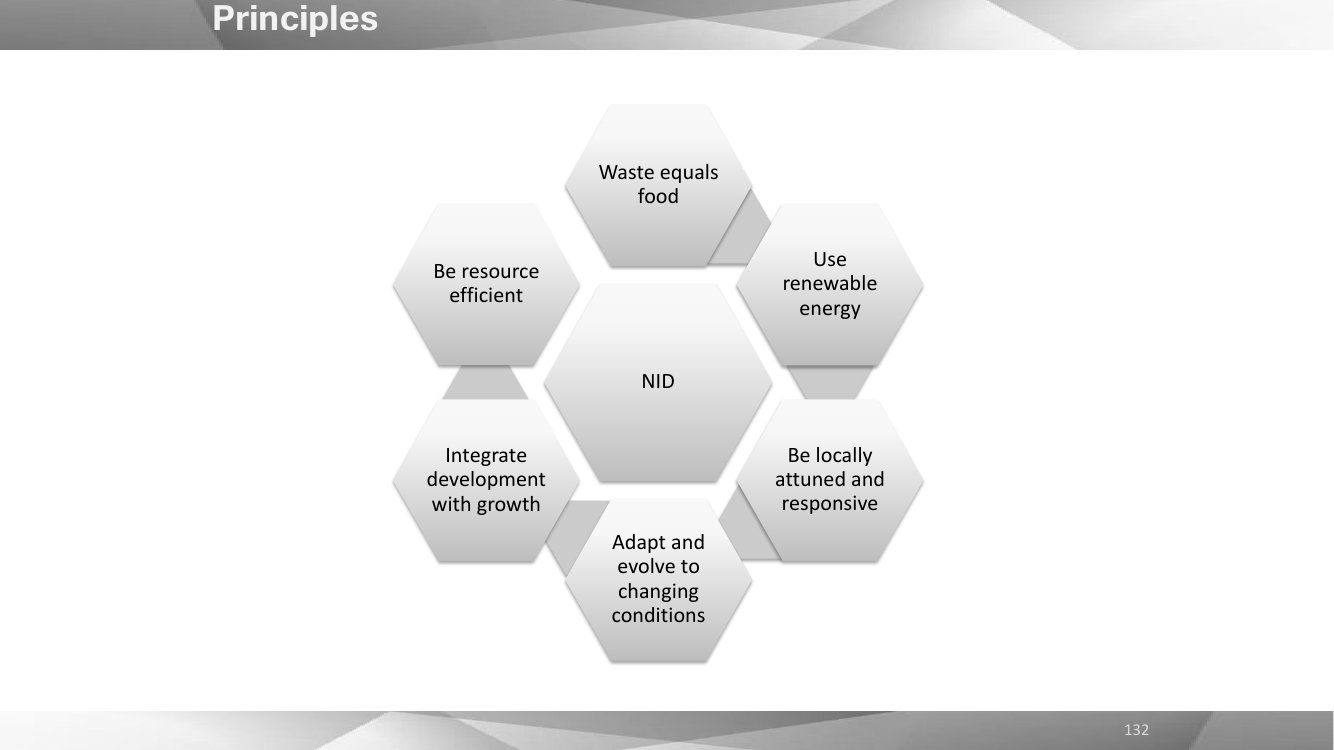 Principles
Waste equals
food
Use
renewable
energy
Be resource
efficient
NID
Integrate
development
with growth
Be locally
attuned and
responsive
Adapt and
evolve to
changing
conditions
132